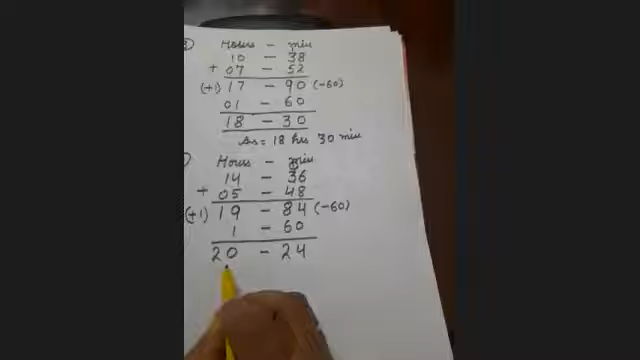 Hours - min
10 - 38
+ 07 - 52
(+1) 17 - 90 (-60)
01 - 60
18 - 30
Ans = 18 hrs 30 min
Hours - min
14 - 36
+ 05 - 48
(+1) 19 - 84 (-60)
1 - 60
20 - 24